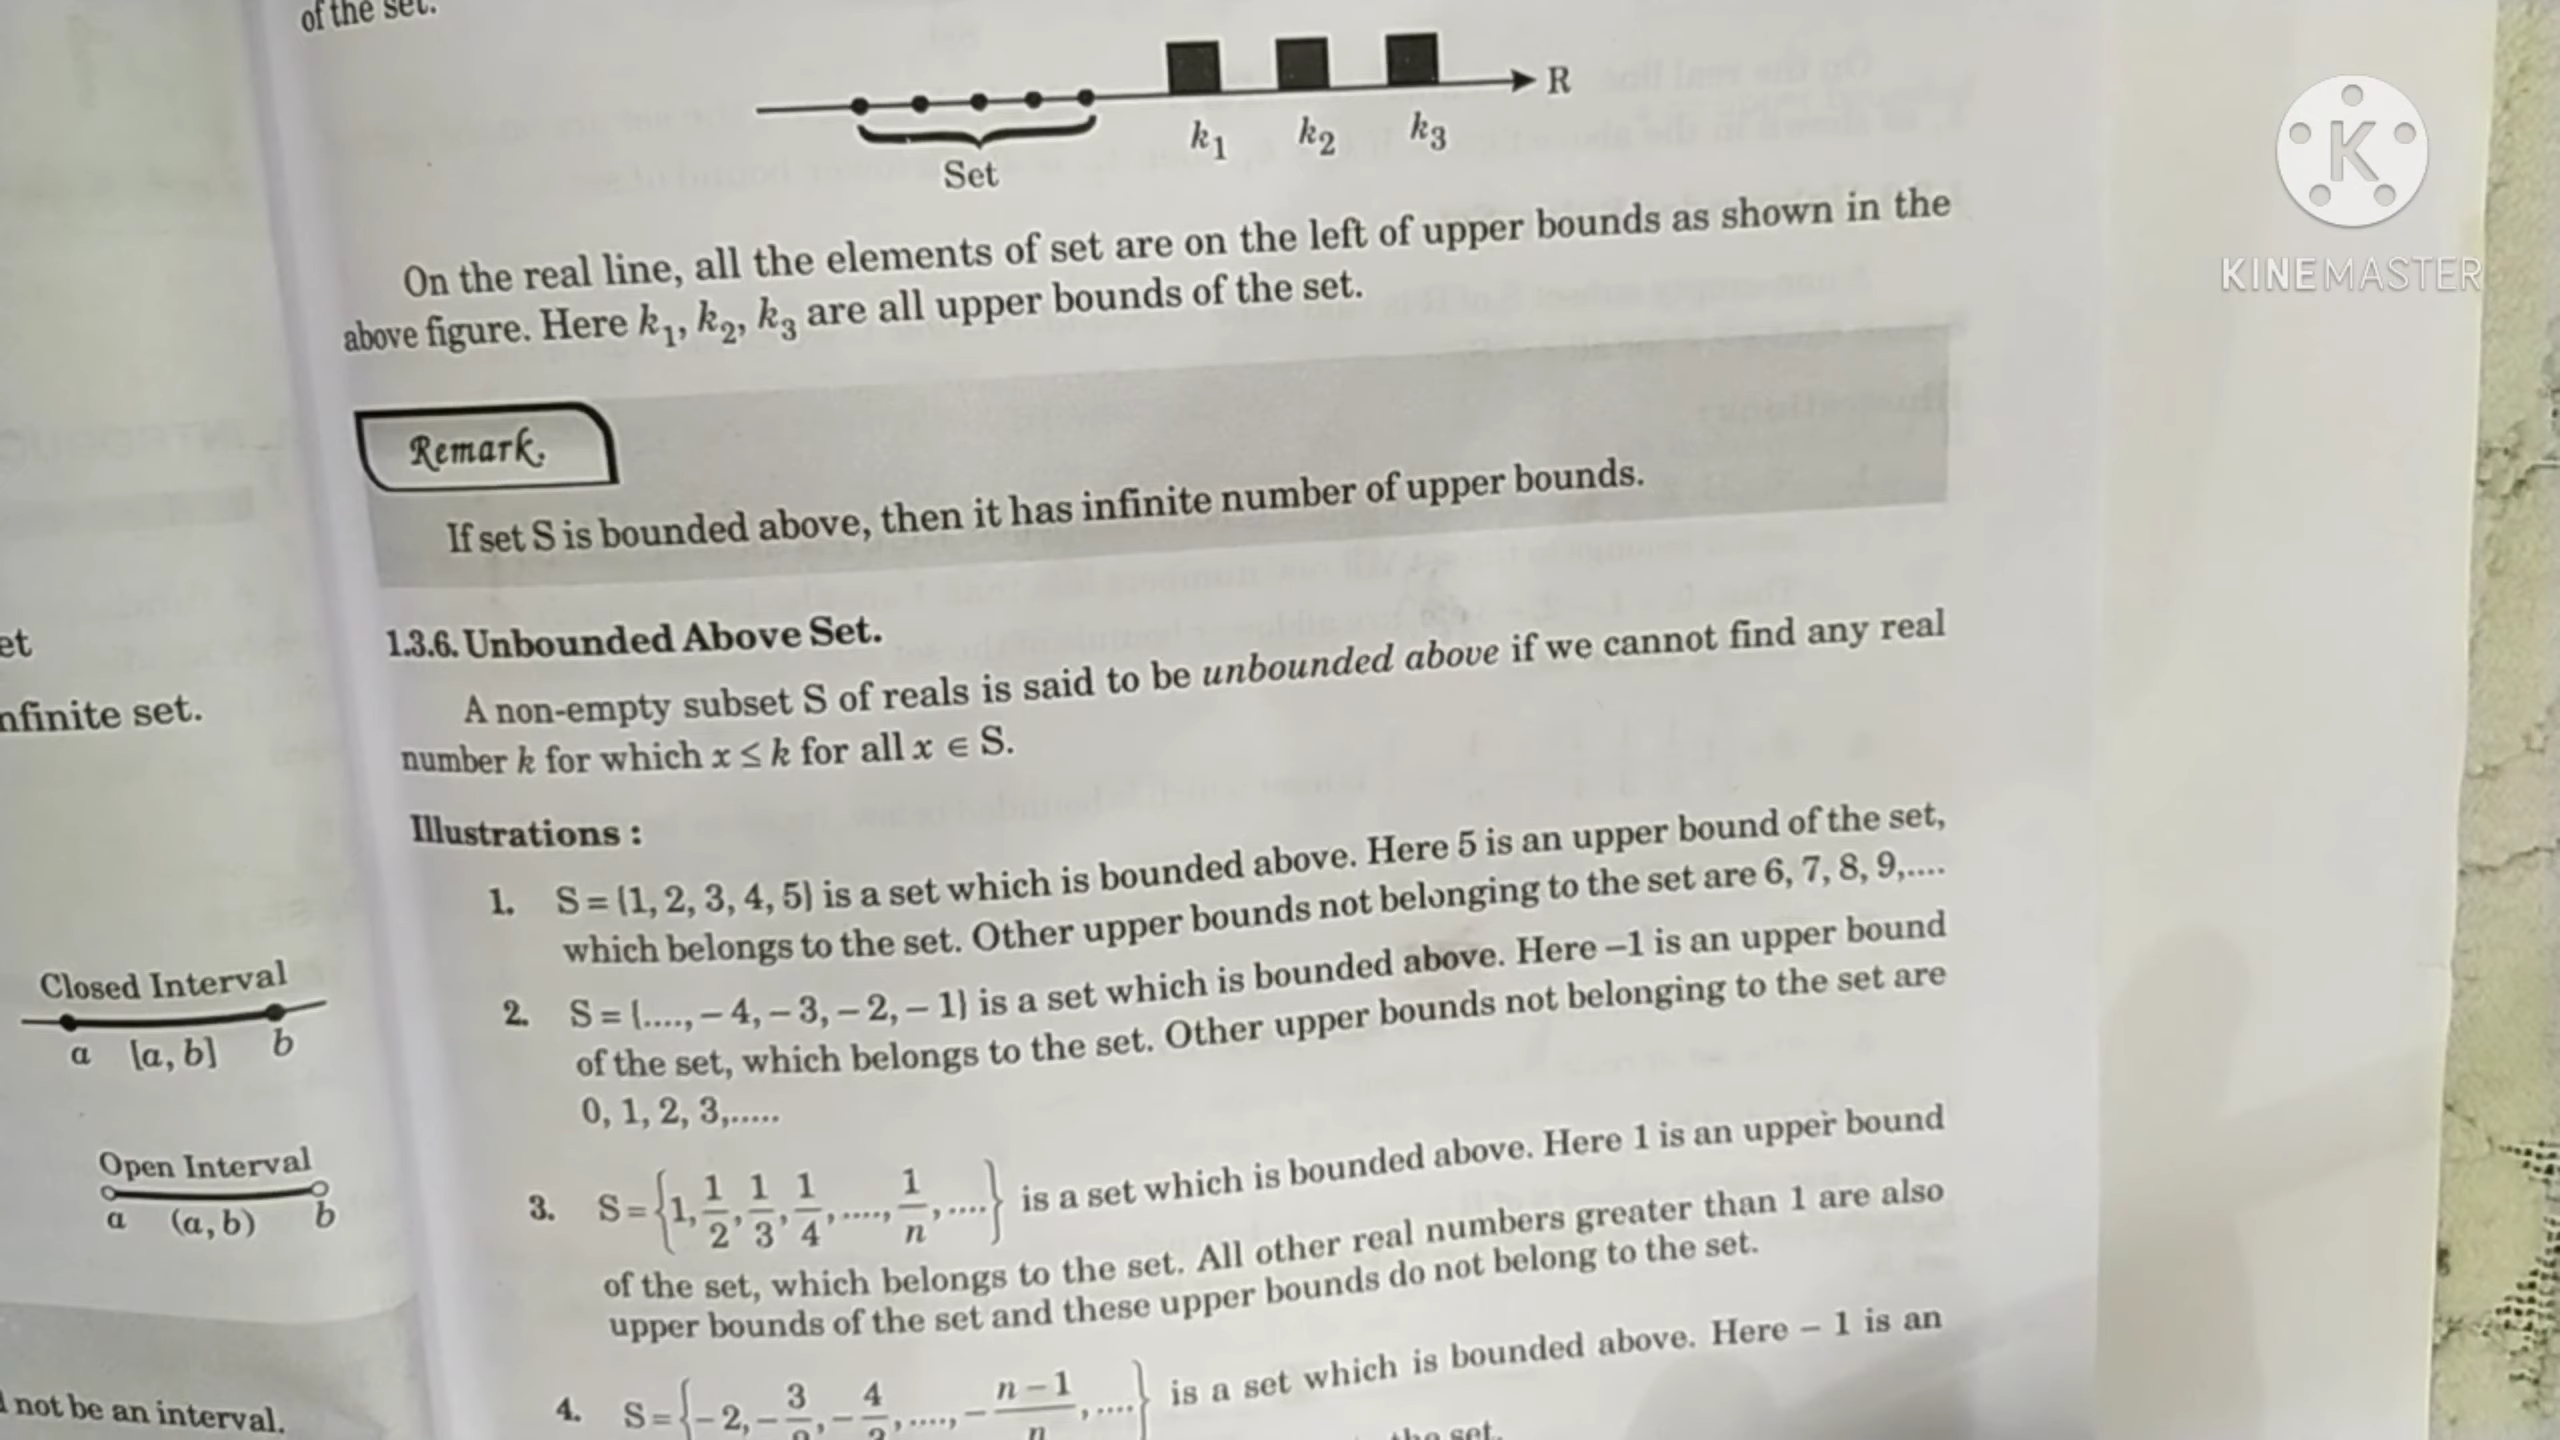 of the set.
R
k1 k2 k3
Set
On the real line, all the elements of set are on the left of upper bounds as shown in the
above figure. Here k1, k2, k3 are all upper bounds of the set.
Remark.
If set S is bounded above, then it has infinite number of upper bounds.
1.3.6. Unbounded Above Set.
A non-empty subset S of reals is said to be unbounded above if we cannot find any real
number k for which x ≤ k for all x ∈ S.
Illustrations :
1. S = {1, 2, 3, 4, 5} is a set which is bounded above. Here 5 is an upper bound of the set,
which belongs to the set. Other upper bounds not belonging to the set are 6, 7, 8, 9,....
2. S = {...., – 4, – 3, – 2, – 1} is a set which is bounded above. Here –1 is an upper bound
of the set, which belongs to the set. Other upper bounds not belonging to the set are
0, 1, 2, 3,.....
3. S = {1, 1/2, 1/3, 1/4, ...., 1/n, ....} is a set which is bounded above. Here 1 is an upper bound
of the set, which belongs to the set. All other real numbers greater than 1 are also
upper bounds of the set and these upper bounds do not belong to the set.
4. S = {– 2, – 3/2, – 4/3, ...., – n – 1/n, ....} is a set which is bounded above. Here – 1 is an
the set.
et
nfinite set.
Closed Interval
a [a, b] b
Open Interval
a (a, b) b
not be an interval.
K
KINEMASTER